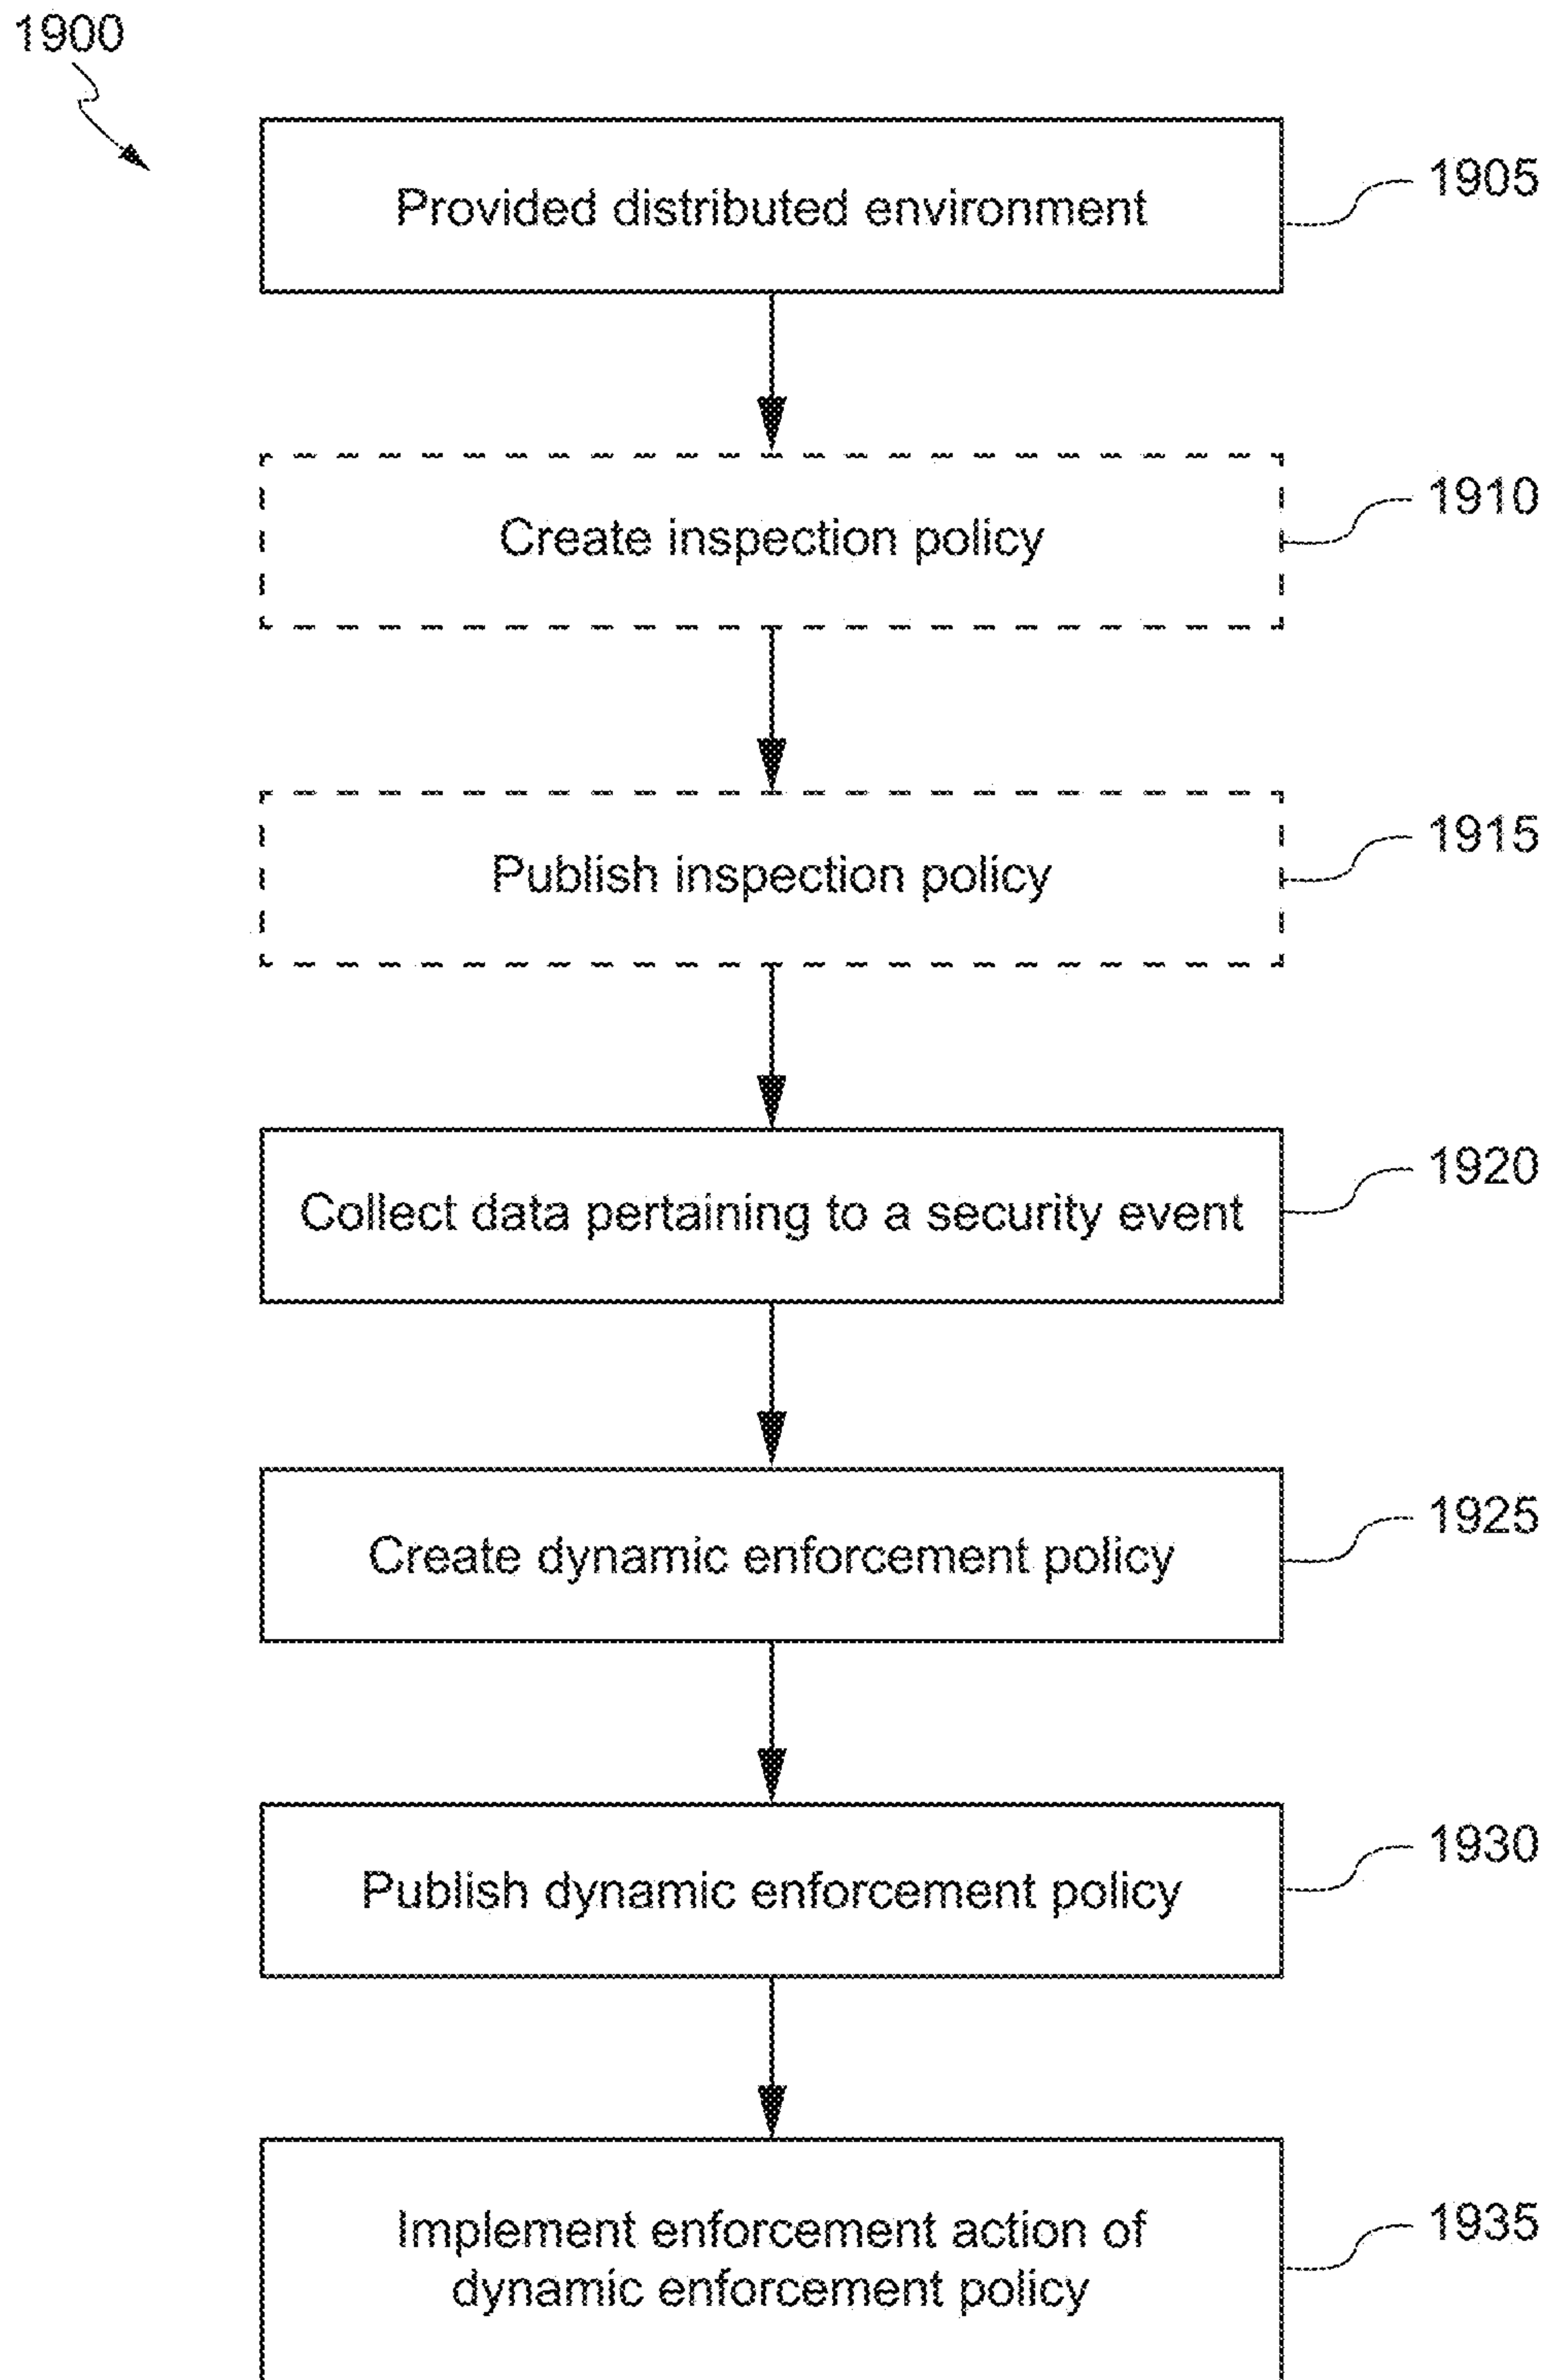 1900
Provided distributed environment
1905
Create inspection policy
1910
Publish inspection policy
1915
Collect data pertaining to a security event
1920
Create dynamic enforcement policy
1925
Publish dynamic enforcement policy
1930
Implement enforcement action of
dynamic enforcement policy
1935